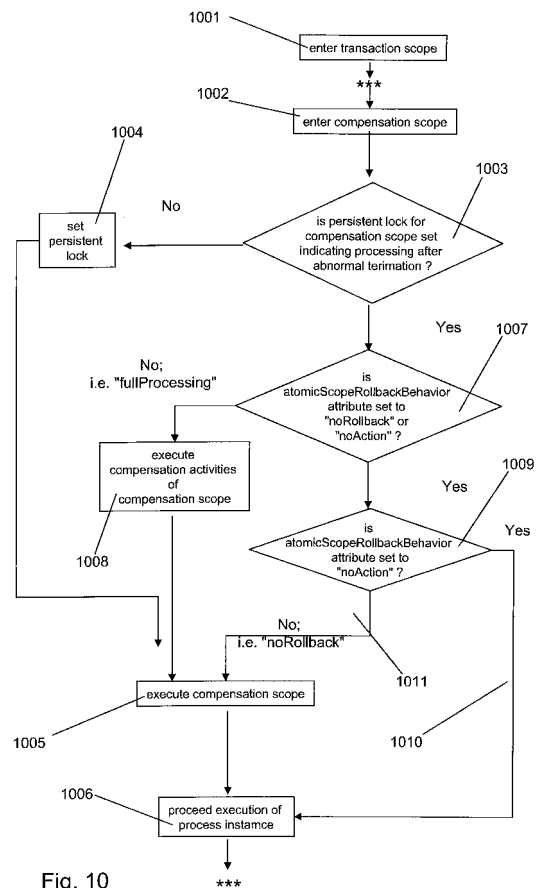 1001
enter transaction scope
***
1002
enter compensation scope
1004
1003
No
set
persistent
lock
is persistent lock for
compensation scope set
indicating processing after
abnormal terirnation ?
Yes
1007
No;
i.e. "fullProcessing"
is
atomicScopeRollbackBehavior
attribute set to
"noRollback" or
"noAction" ?
execute
compensation activities
of
compensation scope
1009
Yes
Yes
is
atomicScopeRollbackBehavior
attribute set to
"noAction" ?
1008
No;
i.e. "noRollback"
1011
execute compensation scope
1005
1010
1006
proceed execution of
process instamce
Fig. 10
***